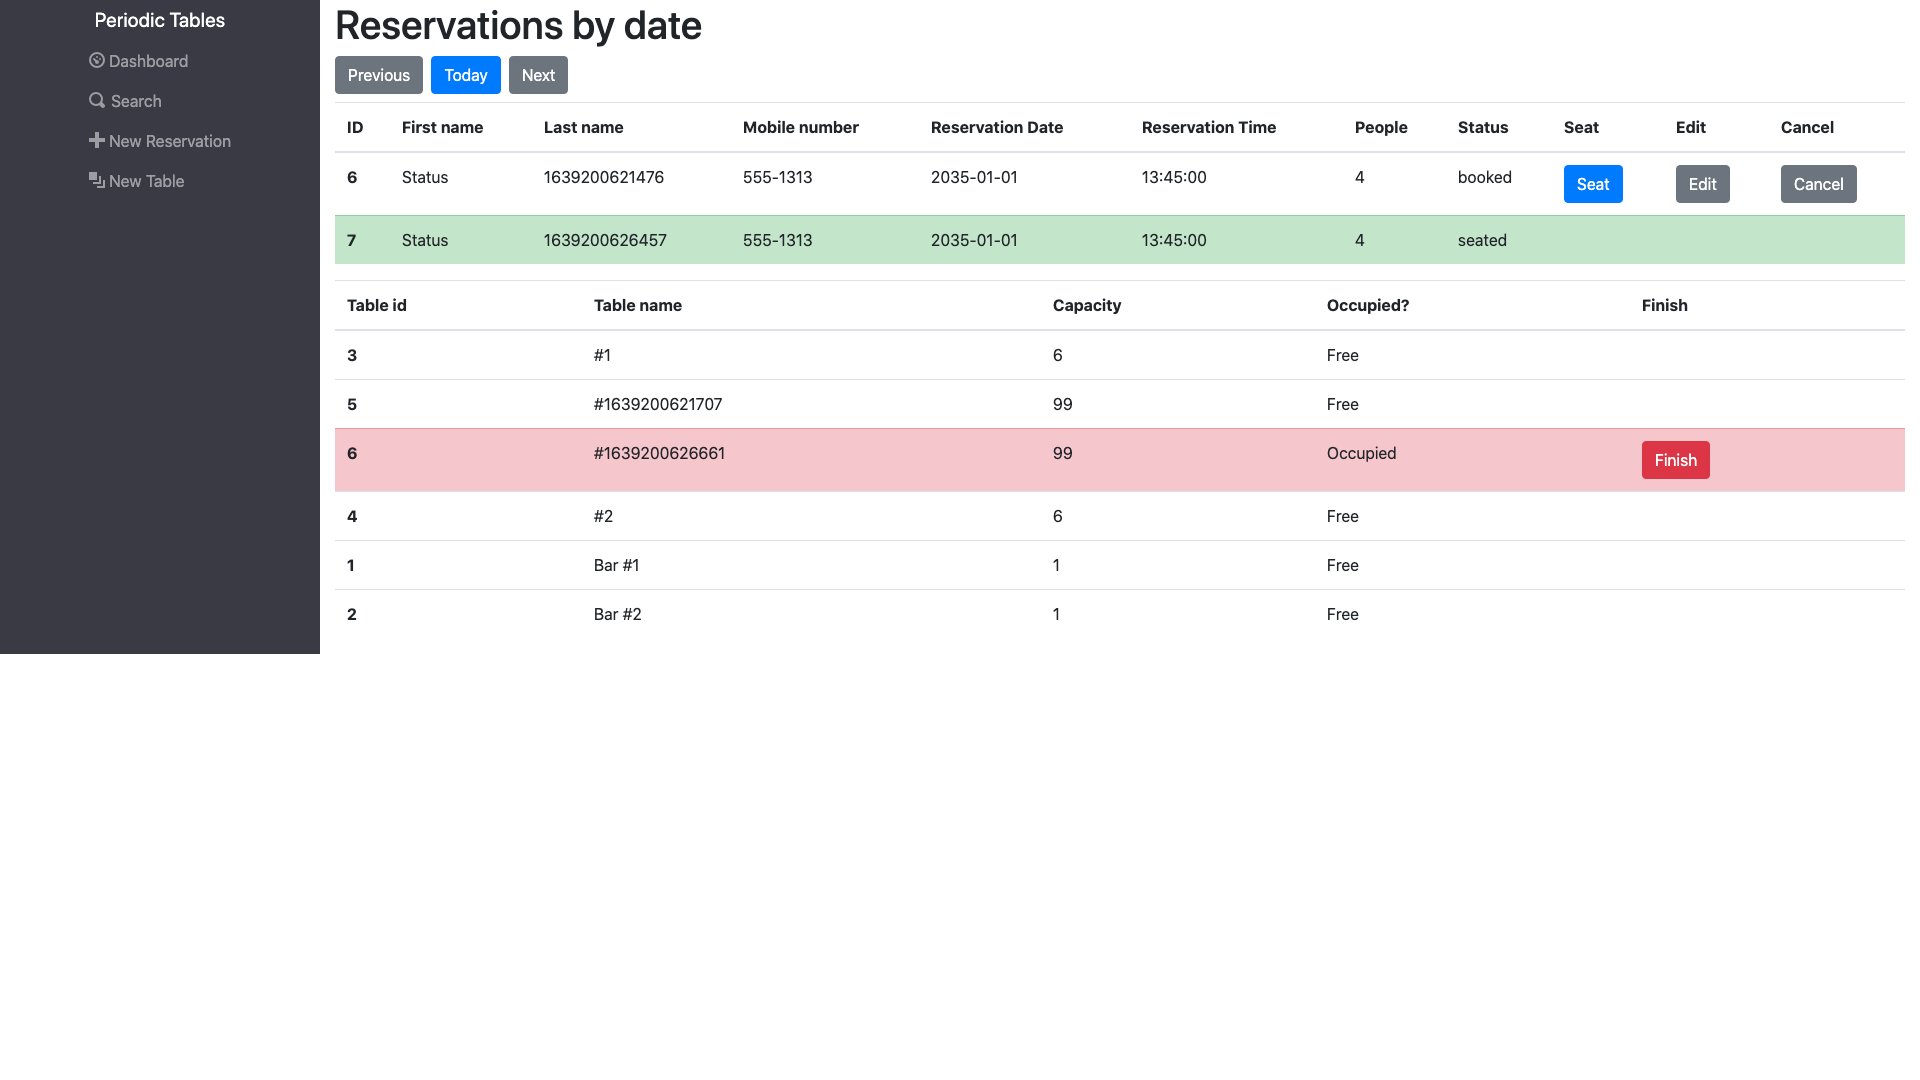 Periodic Tables
Dashboard
Search
New Reservation
New Table
Reservations by date
Previous Today Next
ID First name Last name Mobile number Reservation Date Reservation Time People Status Seat Edit Cancel
6 Status 1639200621476 555-1313 2035-01-01 13:45:00 4 booked Seat Edit Cancel
7 Status 1639200626457 555-1313 2035-01-01 13:45:00 4 seated
Table id Table name Capacity Occupied? Finish
3 #1 6 Free
5 #1639200621707 99 Free
6 #1639200626661 99 Occupied Finish
4 #2 6 Free
1 Bar #1 1 Free
2 Bar #2 1 Free